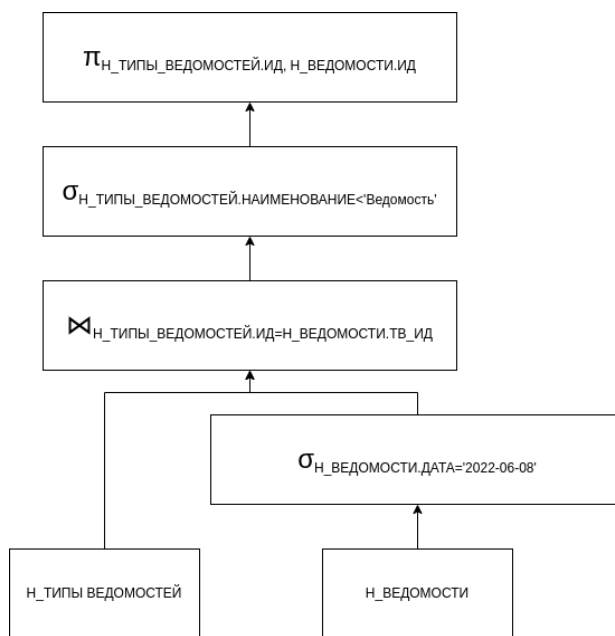 πН_ТИПЫ_ВЕДОМОСТЕЙ.ИД, Н_ВЕДОМОСТИ.ИД
σН_ТИПЫ_ВЕДОМОСТЕЙ.НАИМЕНОВАНИЕ<'Ведомость'
⋈Н_ТИПЫ_ВЕДОМОСТЕЙ.ИД=Н_ВЕДОМОСТИ.ТВ_ИД
σН_ВЕДОМОСТИ.ДАТА='2022-06-08'
Н_ТИПЫ ВЕДОМОСТЕЙ
Н_ВЕДОМОСТИ